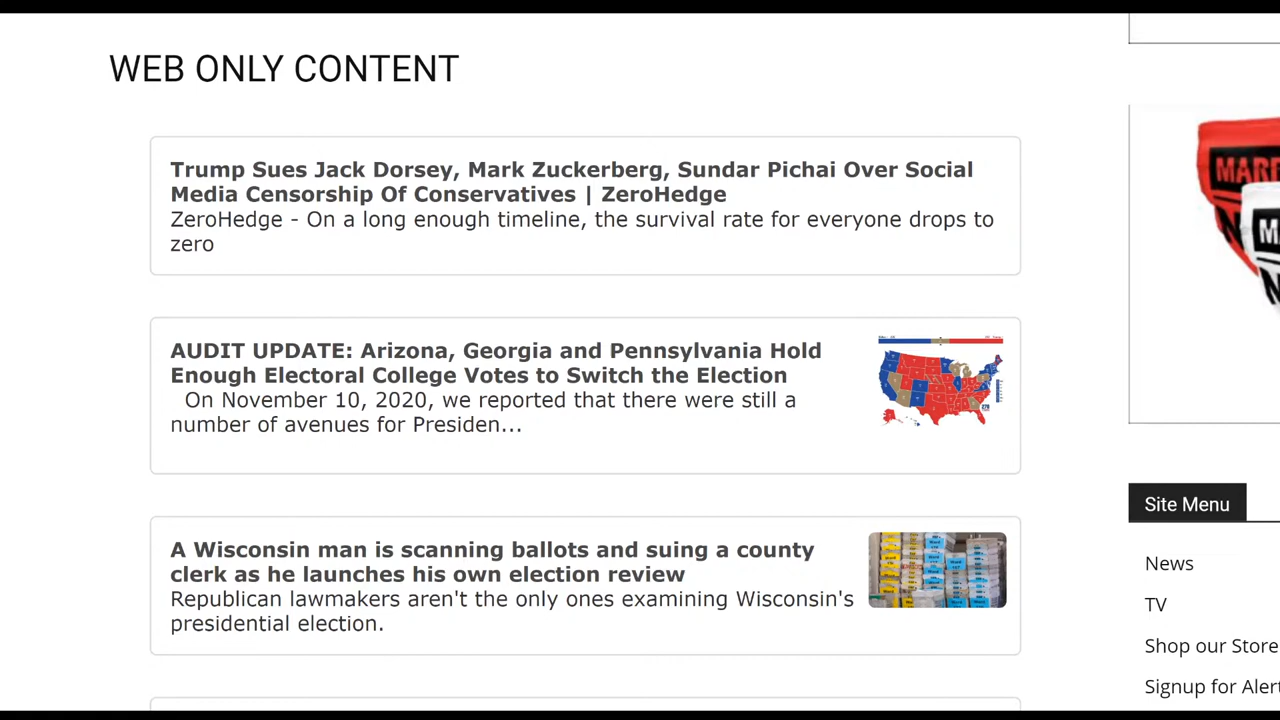 WEB ONLY CONTENT
Trump Sues Jack Dorsey, Mark Zuckerberg, Sundar Pichai Over Social
Media Censorship Of Conservatives | ZeroHedge
ZeroHedge - On a long enough timeline, the survival rate for everyone drops to
zero
AUDIT UPDATE: Arizona, Georgia and Pennsylvania Hold
Enough Electoral College Votes to Switch the Election
On November 10, 2020, we reported that there were still a
number of avenues for Presiden...
A Wisconsin man is scanning ballots and suing a county
clerk as he launches his own election review
Republican lawmakers aren't the only ones examining Wisconsin's
presidential election.
Site Menu
News
TV
Shop our Store
Signup for Aler